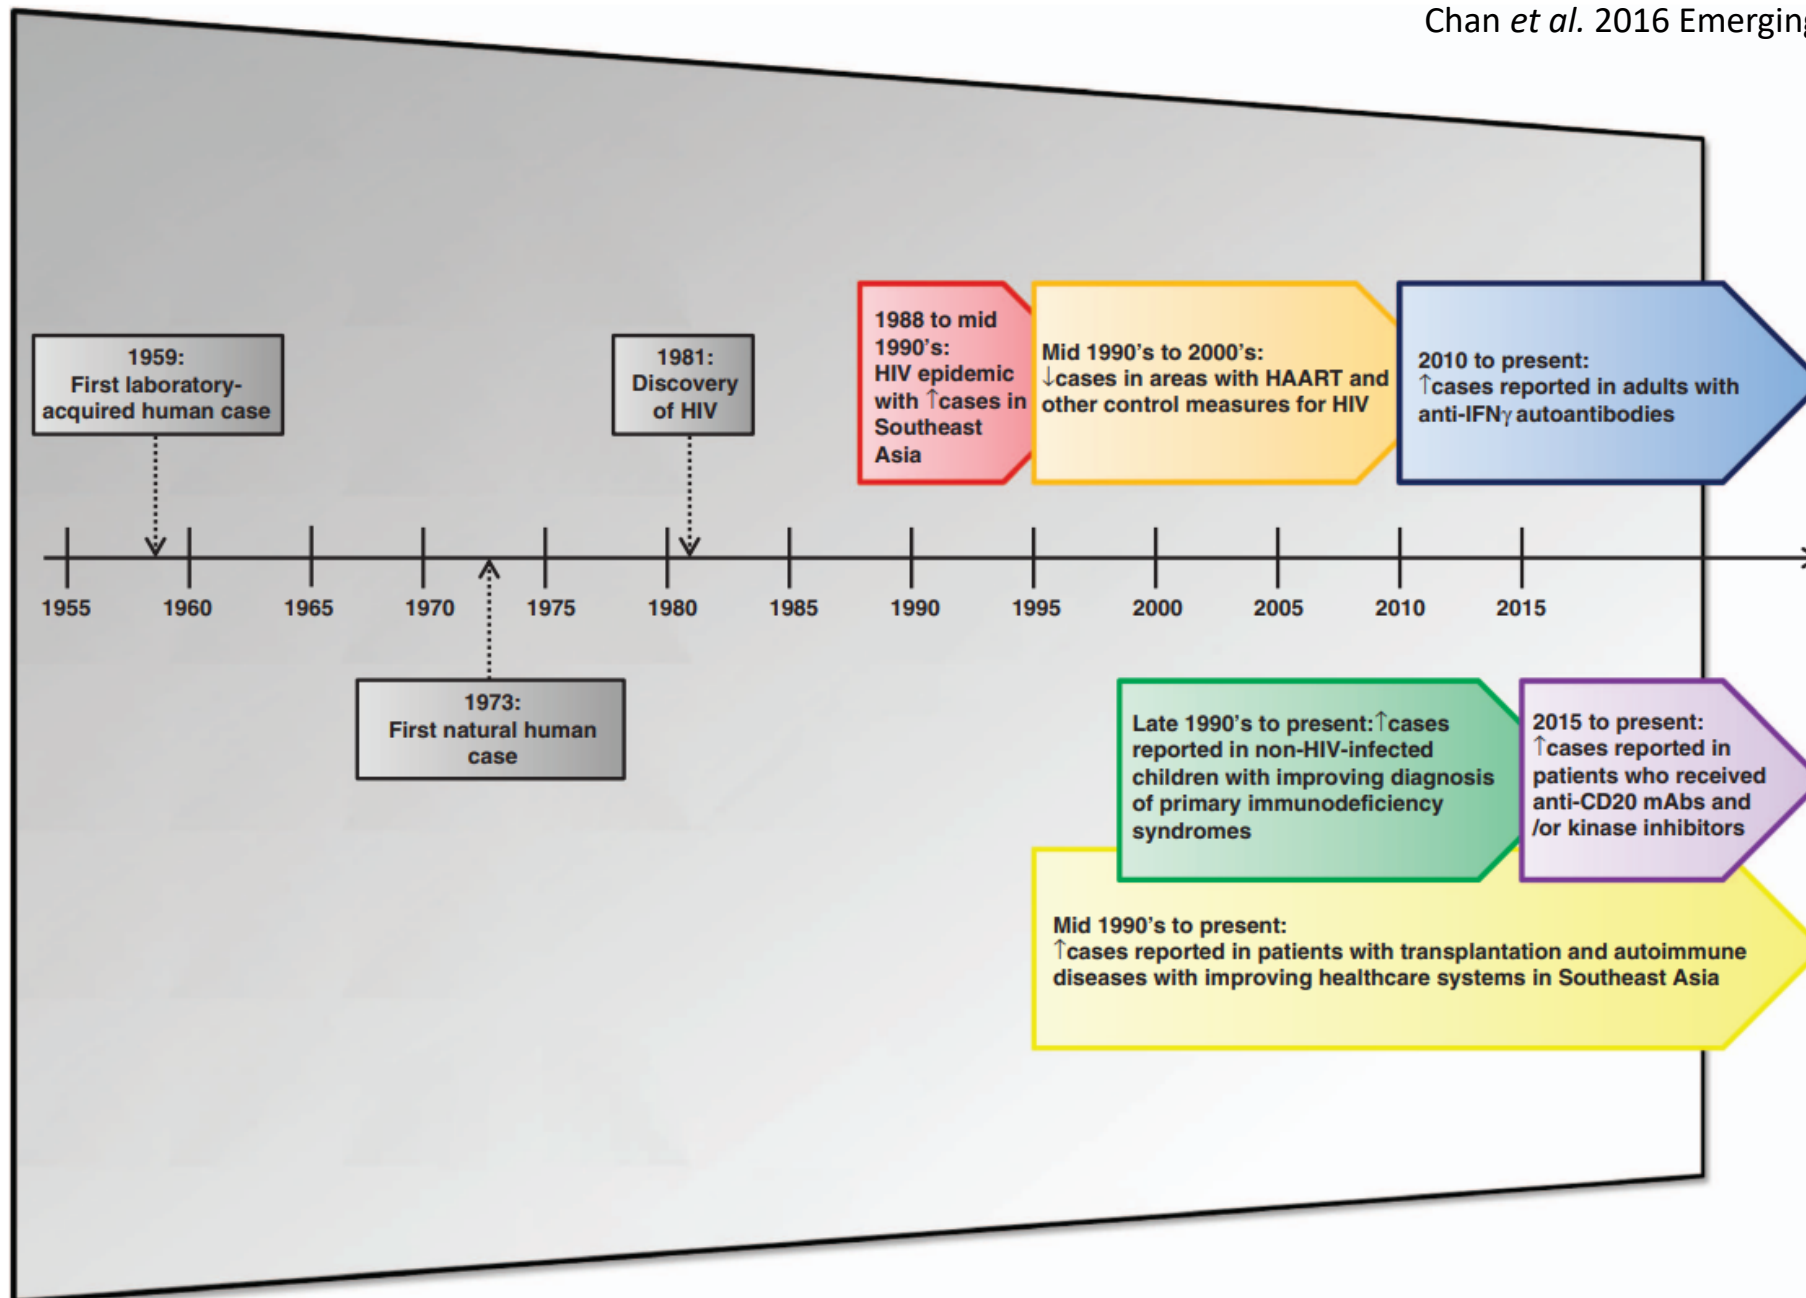 Chan et al. 2016 Emerging
1959:
First laboratory-
acquired human case
1981:
Discovery
of HIV
1988 to mid
1990's:
HIV epidemic
with ↑cases in
Southeast
Asia
Mid 1990's to 2000's:
↓cases in areas with HAART and
other control measures for HIV
2010 to present:
↑cases reported in adults with
anti-IFNγ autoantibodies
1955 1960 1965 1970 1975 1980 1985 1990 1995 2000 2005 2010 2015
1973:
First natural human
case
Late 1990's to present:↑cases
reported in non-HIV-infected
children with improving diagnosis
of primary immunodeficiency
syndromes
2015 to present:
↑cases reported in
patients who received
anti-CD20 mAbs and
/or kinase inhibitors
Mid 1990's to present:
↑cases reported in patients with transplantation and autoimmune
diseases with improving healthcare systems in Southeast Asia